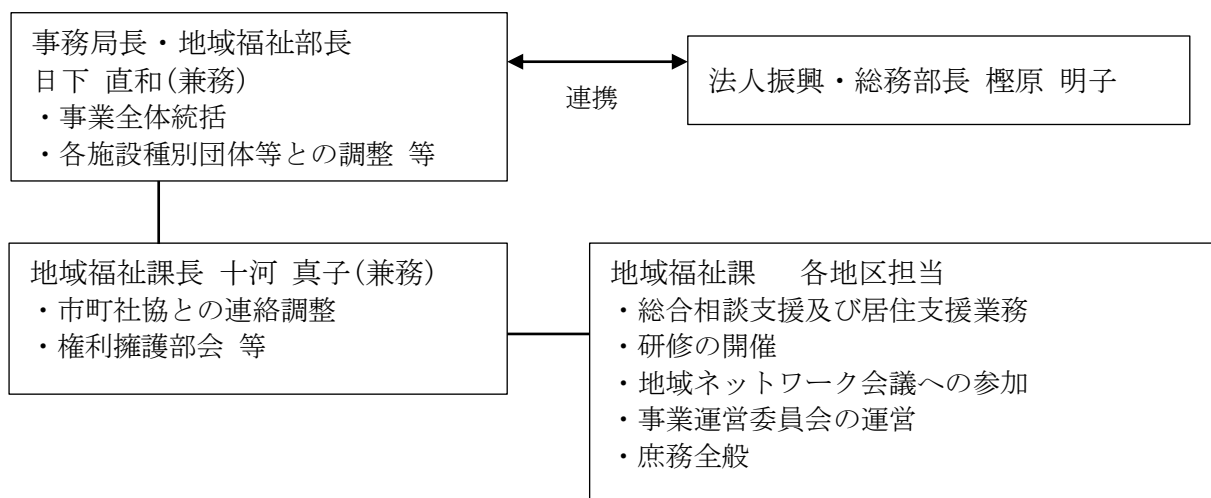 事務局長・地域福祉部長
日下 直和(兼務)
・事業全体統括
・各施設種別団体等との調整 等
連携
法人振興・総務部長 樫原 明子
地域福祉課長 十河 真子(兼務)
・市町社協との連絡調整
・権利擁護部会 等
地域福祉課 各地区担当
・総合相談支援及び居住支援業務
・研修の開催
・地域ネットワーク会議への参加
・事業運営委員会の運営
・庶務全般